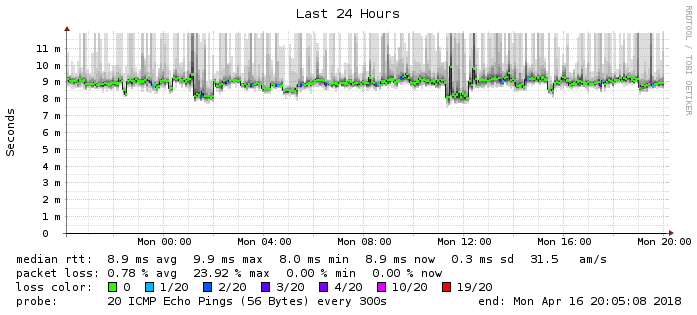 Last 24 Hours
RRDTOOL / TOBI OETIKER
Seconds
11 m
10 m
9 m
8 m
7 m
6 m
5 m
4 m
3 m
2 m
1 m
0
Mon 00:00 Mon 04:00 Mon 08:00 Mon 12:00 Mon 16:00 Mon 20:00
median rtt: 8.9 ms avg 9.9 ms max 8.0 ms min 8.9 ms now 0.3 ms sd 31.5 am/s
packet loss: 0.78 % avg 23.92 % max 0.00 % min 0.00 % now
loss color: 0 1/20 2/20 3/20 4/20 10/20 19/20
probe: 20 ICMP Echo Pings (56 Bytes) every 300s end: Mon Apr 16 20:05:08 2018